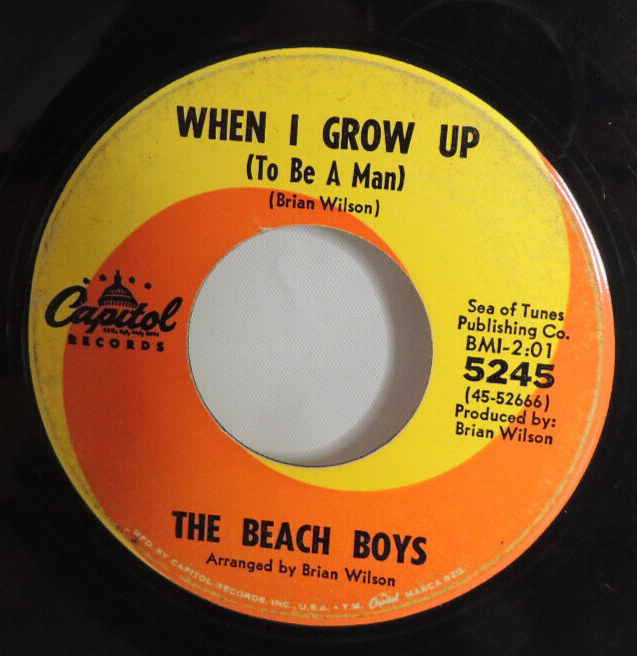 WHEN I GROW UP
(To Be A Man)
(Brian Wilson)
Capitol
RECORDS
Sea of Tunes
Publishing Co.
BMI-2:01
5245
(45-52666)
Produced by:
Brian Wilson
THE BEACH BOYS
Arranged by Brian Wilson
MFD. BY CAPITOL RECORDS, INC., U.S.A. • T.M. Capitol MARCA REG.